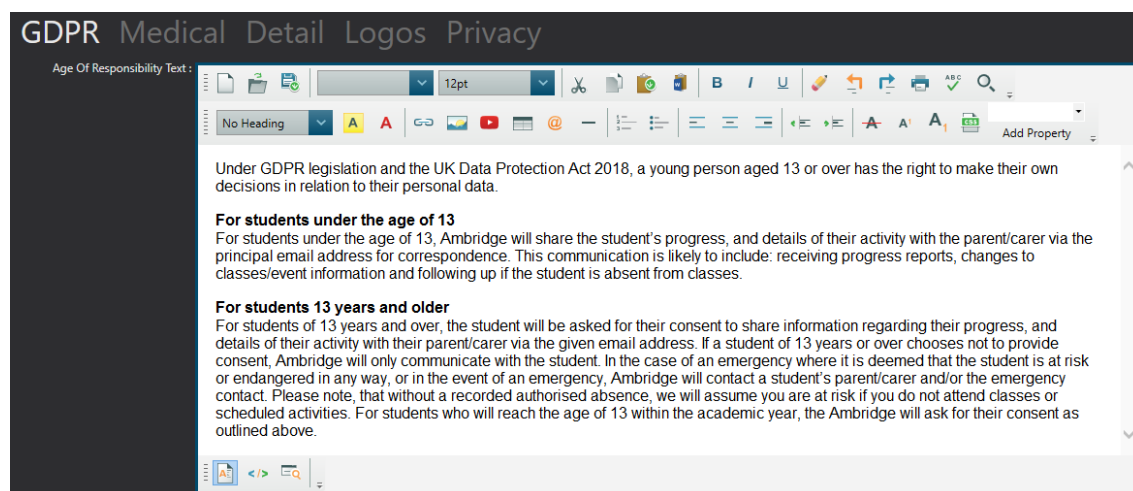 GDPR Medical Detail Logos Privacy
Age Of Responsibility Text :
12pt
B I U
ABC
No Heading
A A
@
A A¹ A₁
css
Add Property
Under GDPR legislation and the UK Data Protection Act 2018, a young person aged 13 or over has the right to make their own
decisions in relation to their personal data.
For students under the age of 13
For students under the age of 13, Ambridge will share the student’s progress, and details of their activity with the parent/carer via the
principal email address for correspondence. This communication is likely to include: receiving progress reports, changes to
classes/event information and following up if the student is absent from classes.
For students 13 years and older
For students of 13 years and over, the student will be asked for their consent to share information regarding their progress, and
details of their activity with their parent/carer via the given email address. If a student of 13 years or over chooses not to provide
consent, Ambridge will only communicate with the student. In the case of an emergency where it is deemed that the student is at risk
or endangered in any way, or in the event of an emergency, Ambridge will contact a student’s parent/carer and/or the emergency
contact. Please note, that without a recorded authorised absence, we will assume you are at risk if you do not attend classes or
scheduled activities. For students who will reach the age of 13 within the academic year, the Ambridge will ask for their consent as
outlined above.